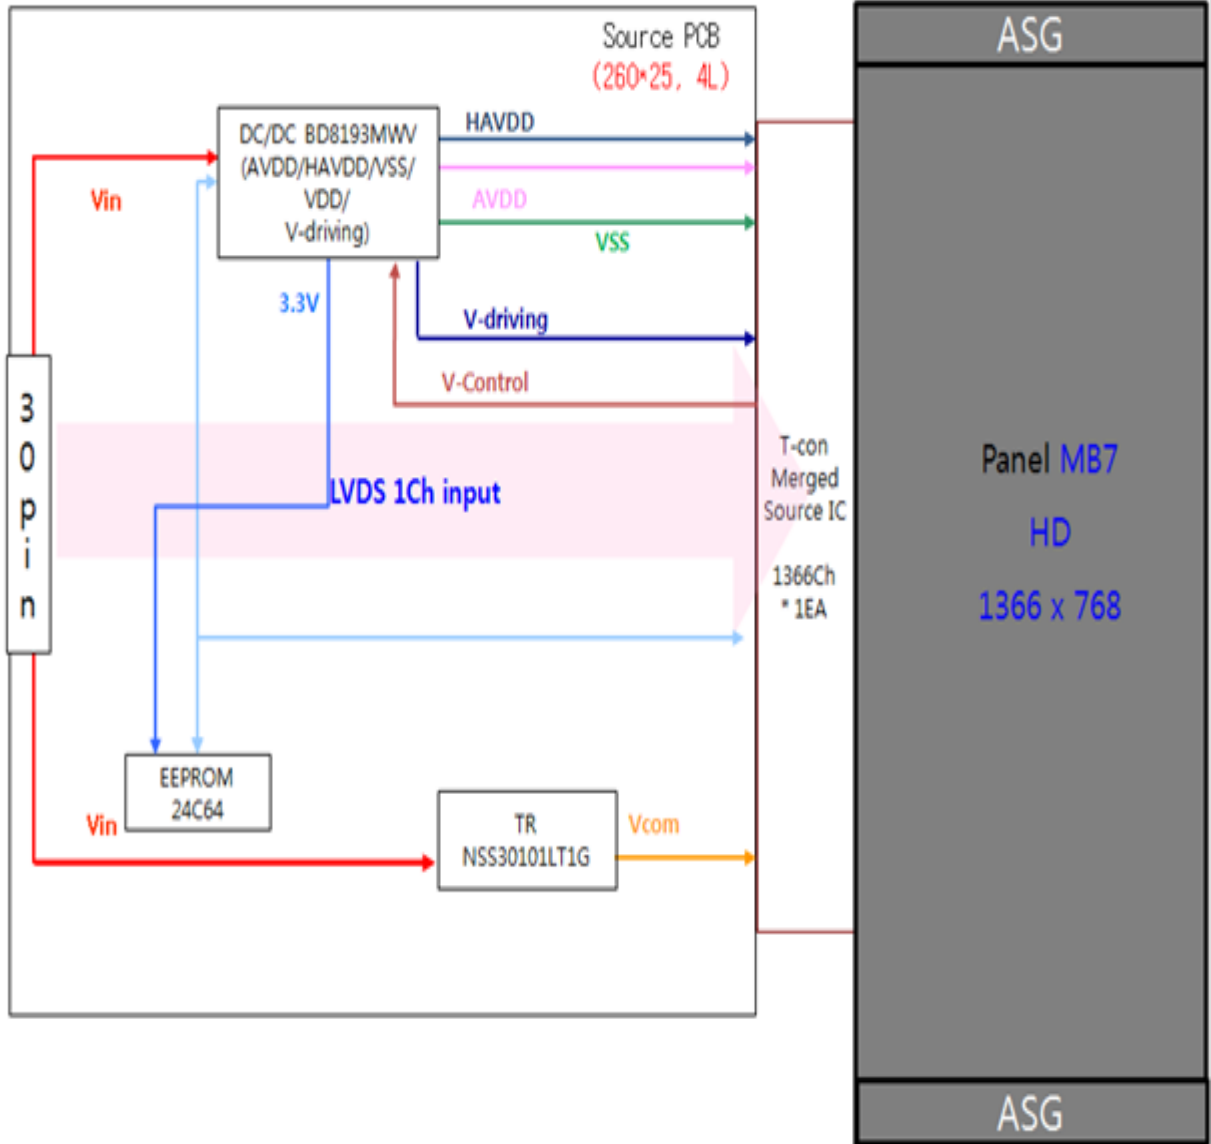 Source PCB
(260*25, 4L)
ASG
DC/DC BD8193MWV
(AVDD/HAVDD/VSS/
VDD/
V-driving)
HAVDD
AVDD
VSS
Vin
3.3V
V-driving
V-Control
30pin
LVDS 1Ch input
T-con
Merged
Source IC
1366Ch
* 1EA
Panel MB7
HD
1366 x 768
EEPROM
24C64
Vin
TR
NSS30101LT1G
Vcom
ASG